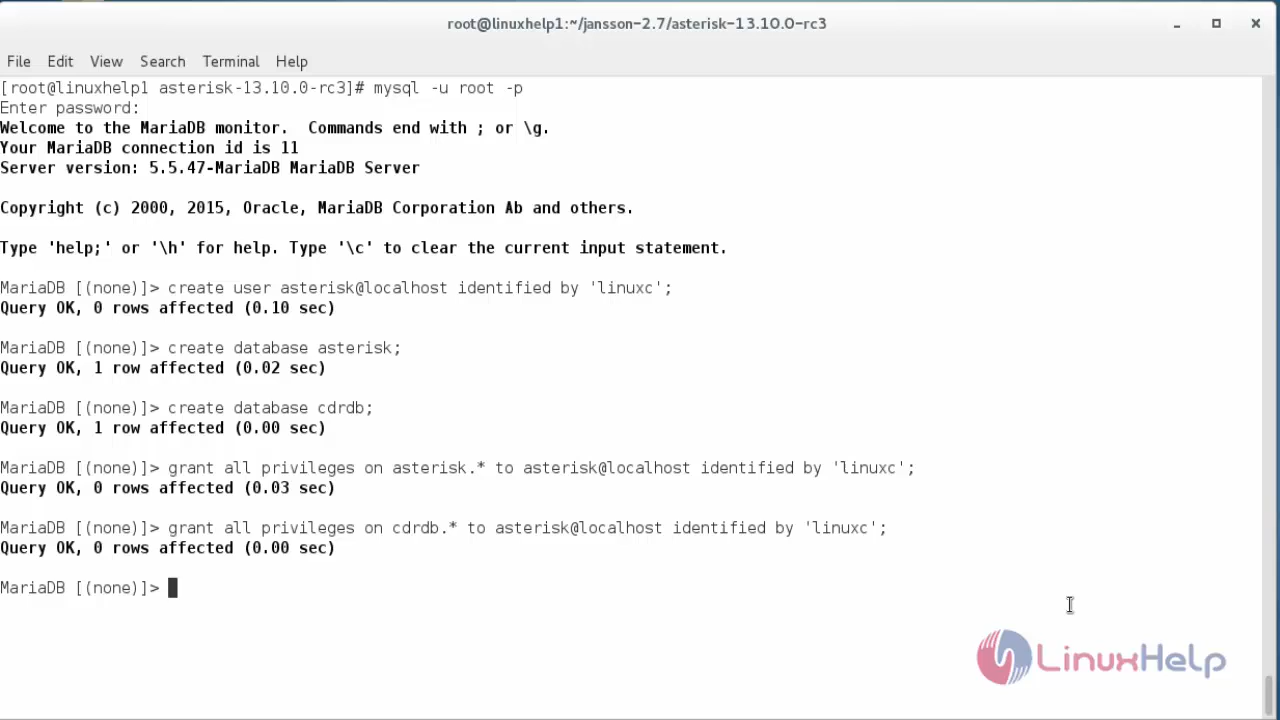 root@linuxhelp1:~/jansson-2.7/asterisk-13.10.0-rc3
File Edit View Search Terminal Help
[root@linuxhelp1 asterisk-13.10.0-rc3]# mysql -u root -p
Enter password:
Welcome to the MariaDB monitor.  Commands end with ; or \g.
Your MariaDB connection id is 11
Server version: 5.5.47-MariaDB MariaDB Server
Copyright (c) 2000, 2015, Oracle, MariaDB Corporation Ab and others.
Type 'help;' or '\h' for help. Type '\c' to clear the current input statement.
MariaDB [(none)]> create user asterisk@localhost identified by 'linuxc';
Query OK, 0 rows affected (0.10 sec)
MariaDB [(none)]> create database asterisk;
Query OK, 1 row affected (0.02 sec)
MariaDB [(none)]> create database cdrdb;
Query OK, 1 row affected (0.00 sec)
MariaDB [(none)]> grant all privileges on asterisk.* to asterisk@localhost identified by 'linuxc';
Query OK, 0 rows affected (0.03 sec)
MariaDB [(none)]> grant all privileges on cdrdb.* to asterisk@localhost identified by 'linuxc';
Query OK, 0 rows affected (0.00 sec)
MariaDB [(none)]>
LinuxHelp